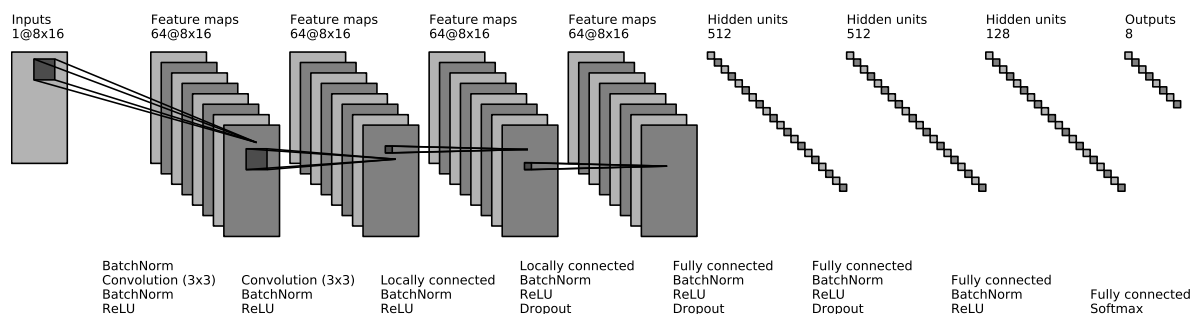 Inputs
1@8x16
Feature maps
64@8x16
Feature maps
64@8x16
Feature maps
64@8x16
Feature maps
64@8x16
Hidden units
512
Hidden units
512
Hidden units
128
Outputs
8
BatchNorm
Convolution (3x3)
BatchNorm
ReLU
Convolution (3x3)
BatchNorm
ReLU
Locally connected
BatchNorm
ReLU
Locally connected
BatchNorm
ReLU
Dropout
Fully connected
BatchNorm
ReLU
Dropout
Fully connected
BatchNorm
ReLU
Dropout
Fully connected
BatchNorm
ReLU
Fully connected
Softmax